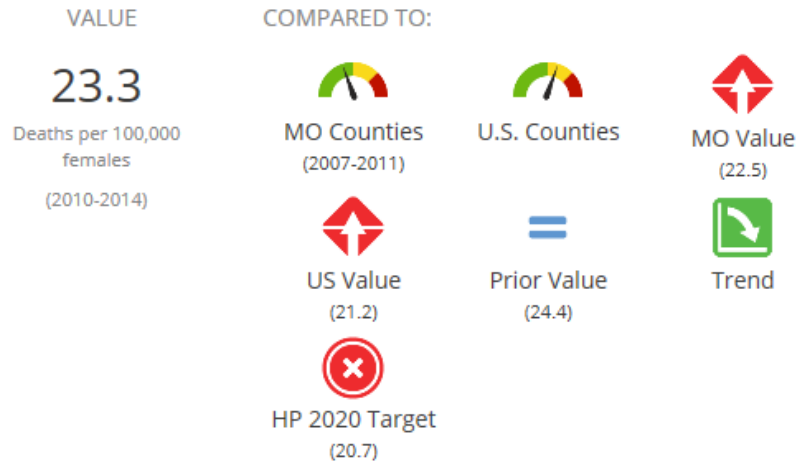 VALUE
COMPARED TO:
23.3
Deaths per 100,000
females
(2010-2014)
MO Counties
(2007-2011)
U.S. Counties
MO Value
(22.5)
US Value
(21.2)
Prior Value
(24.4)
Trend
HP 2020 Target
(20.7)